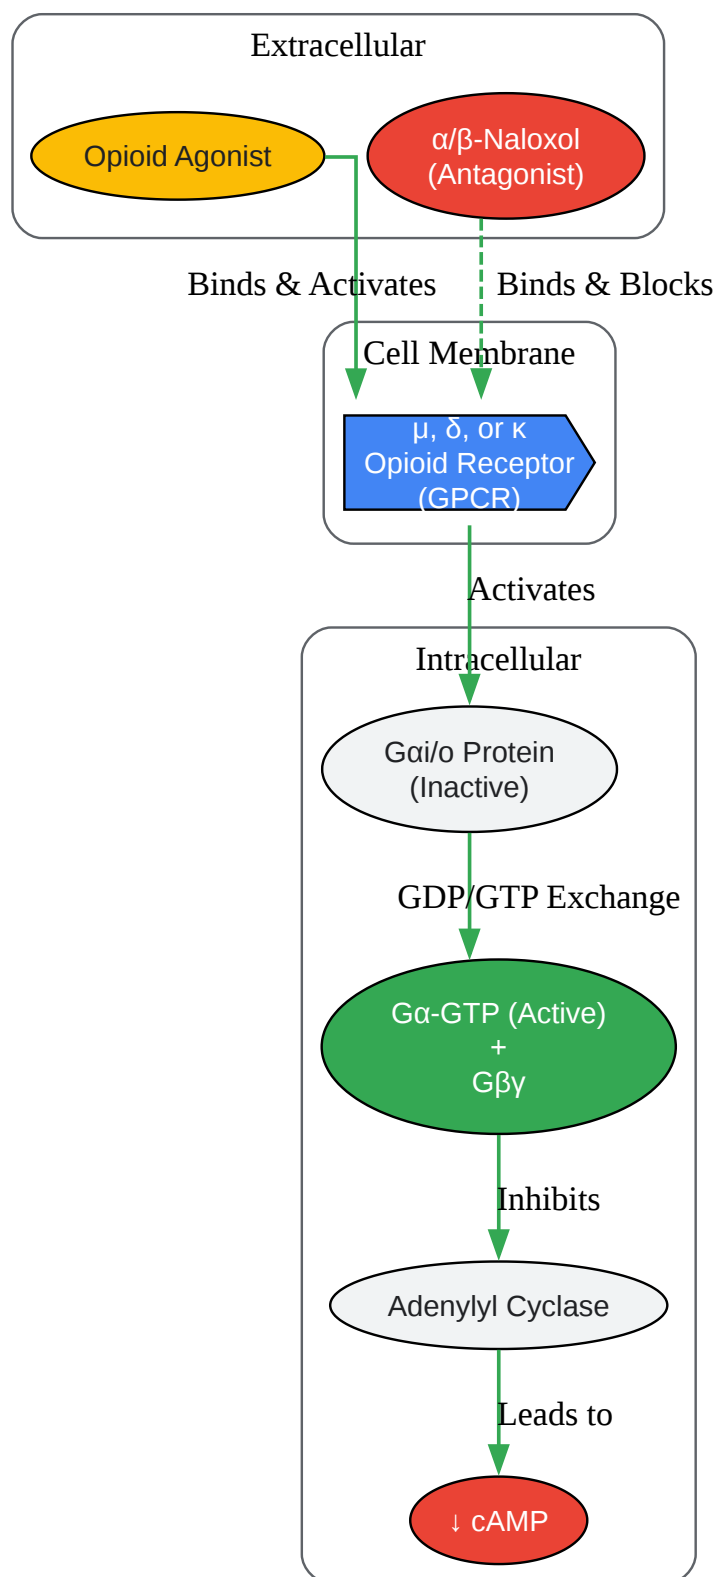 Extracellular
Opioid Agonist
α/β-Naloxol
(Antagonist)
Binds & Activates
Binds & Blocks
Cell Membrane
μ, δ, or κ
Opioid Receptor
(GPCR)
Activates
Intracellular
Gαi/o Protein
(Inactive)
GDP/GTP Exchange
Gα-GTP (Active)
+
Gβγ
Inhibits
Adenylyl Cyclase
Leads to
↓ cAMP